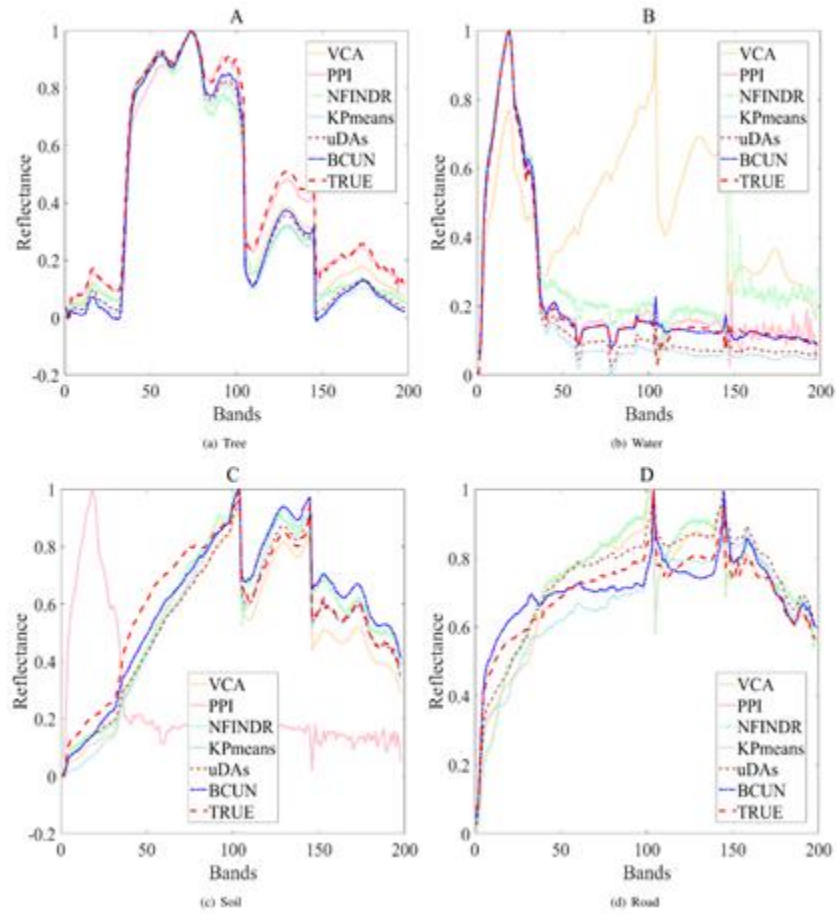 A
1
0.8
0.6
0.4
0.2
0
-0.2
0
50
100
150
200
Reflectance
Bands
VCA
PPI
NFINDR
KPmeans
uDAs
BCUN
TRUE
(a) Tree
B
1
0.8
0.6
0.4
0.2
0
0
50
100
150
200
Reflectance
Bands
VCA
PPI
NFINDR
KPmeans
uDAs
BCUN
TRUE
(b) Water
C
1
0.8
0.6
0.4
0.2
0
-0.2
0
50
100
150
200
Reflectance
Bands
VCA
PPI
NFINDR
KPmeans
uDAs
BCUN
TRUE
(c) Soil
D
1
0.8
0.6
0.4
0.2
0
0
50
100
150
200
Reflectance
Bands
VCA
PPI
NFINDR
KPmeans
uDAs
BCUN
TRUE
(d) Road